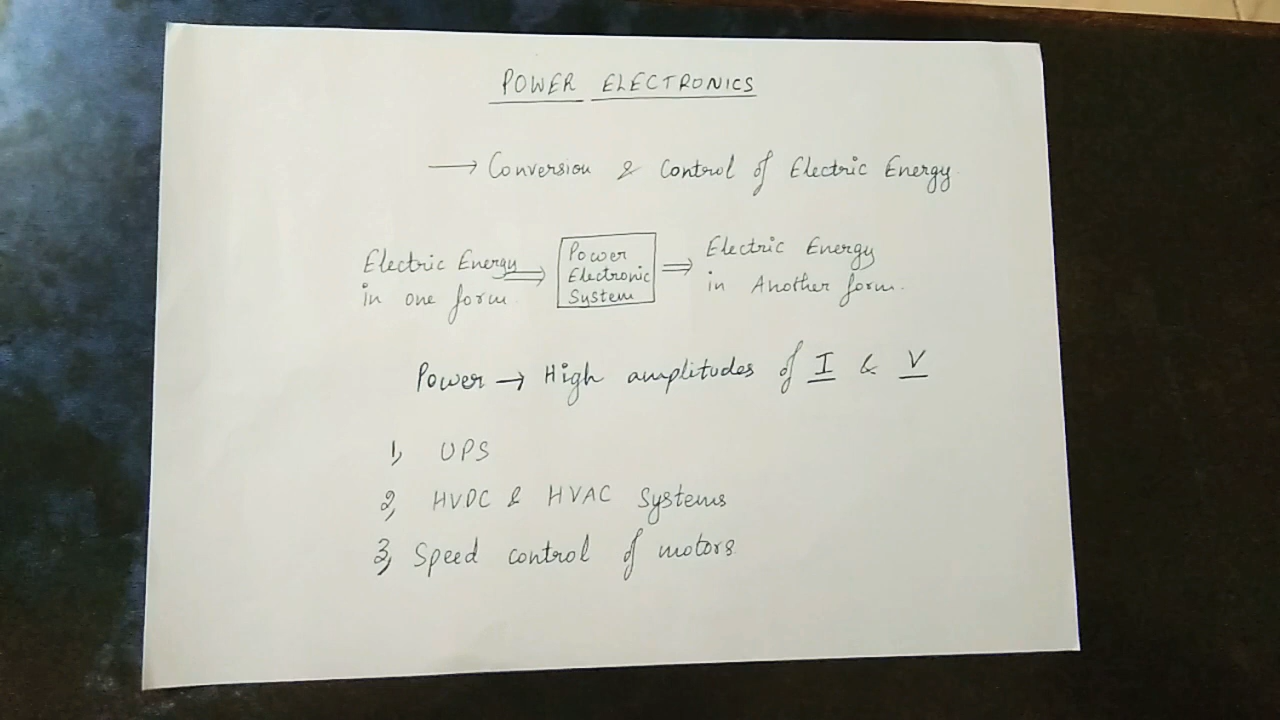 POWER ELECTRONICS
→ Conversion & Control of Electric Energy
Electric Energy
in one form.
⇒
Power
Electronic
System
⇒
Electric Energy
in Another form.
Power → High amplitudes of I & V
1, UPS
2, HVDC & HVAC Systems
3, Speed control of motors.